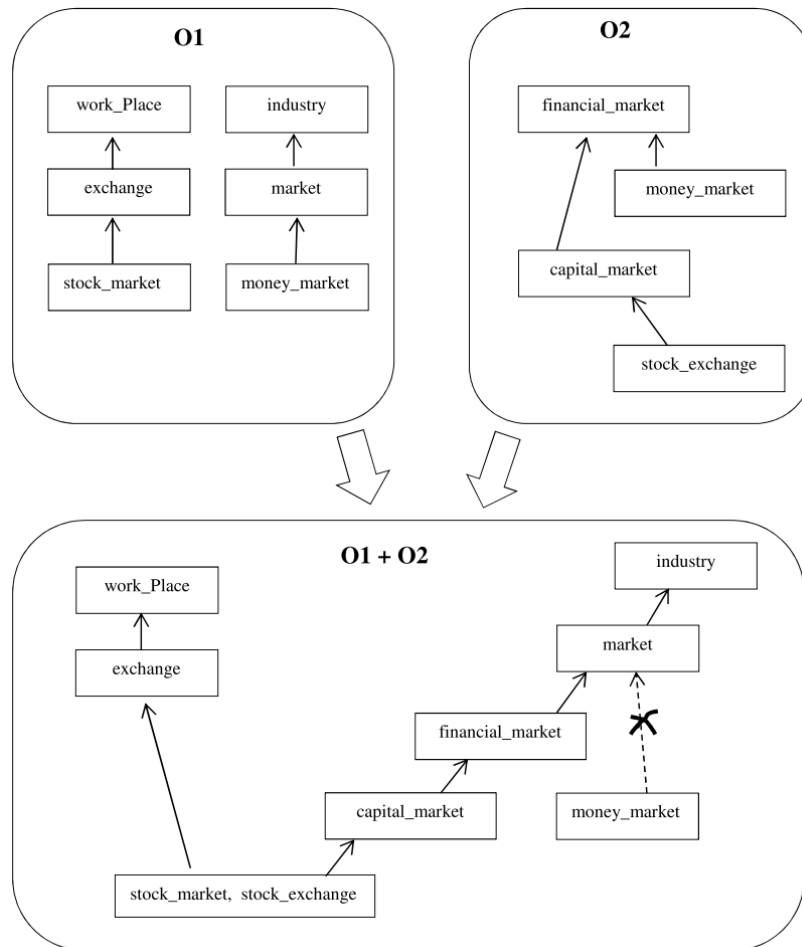 O1
work_Place
industry
exchange
market
stock_market
money_market
O2
financial_market
money_market
capital_market
stock_exchange
O1 + O2
industry
work_Place
market
exchange
financial_market
capital_market
money_market
stock_market, stock_exchange